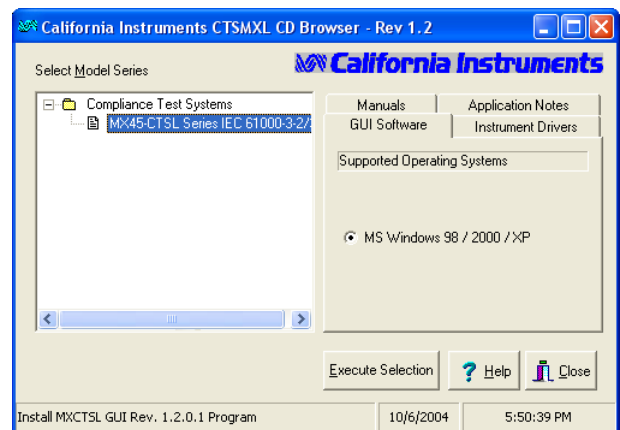 California Instruments CTSMXL CD Browser - Rev 1.2
Select Model Series
California Instruments
Compliance Test Systems
MX45-CTSL Series IEC 61000-3-2/
Manuals
Application Notes
GUI Software
Instrument Drivers
Supported Operating Systems
MS Windows 98 / 2000 / XP
Execute Selection
Help
Close
Install MXCTSL GUI Rev. 1.2.0.1 Program
10/6/2004
5:50:39 PM